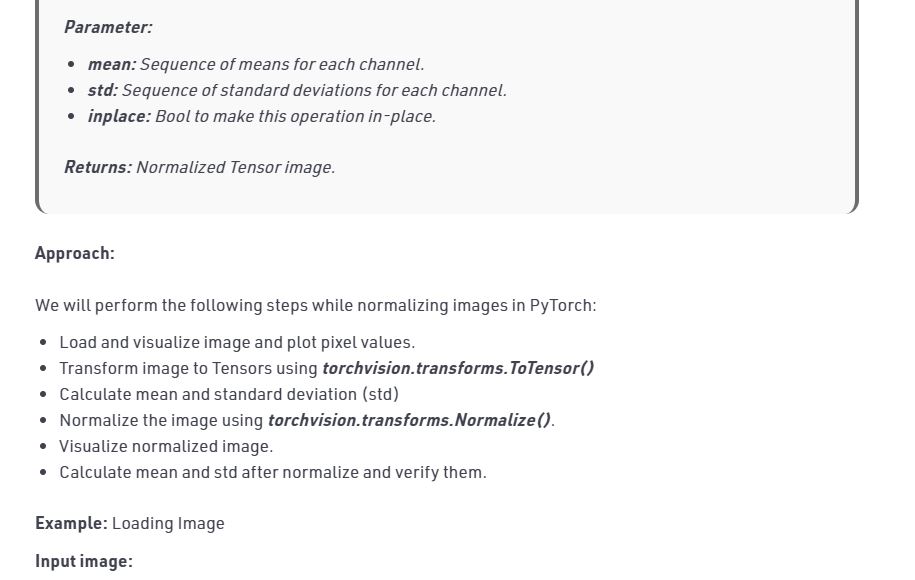 Parameter:
mean: Sequence of means for each channel.
std: Sequence of standard deviations for each channel.
inplace: Bool to make this operation in-place.
Returns: Normalized Tensor image.
Approach:
We will perform the following steps while normalizing images in PyTorch:
Load and visualize image and plot pixel values.
Transform image to Tensors using torchvision.transforms.ToTensor()
Calculate mean and standard deviation (std)
Normalize the image using torchvision.transforms.Normalize().
Visualize normalized image.
Calculate mean and std after normalize and verify them.
Example: Loading Image
Input image: